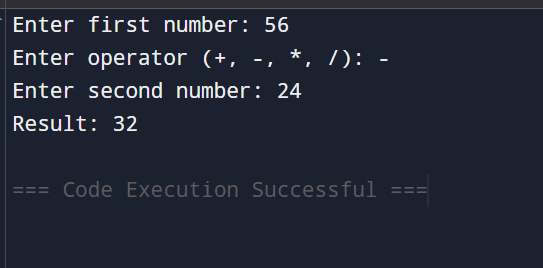 Enter first number: 56
Enter operator (+, -, *, /): -
Enter second number: 24
Result: 32
=== Code Execution Successful ===